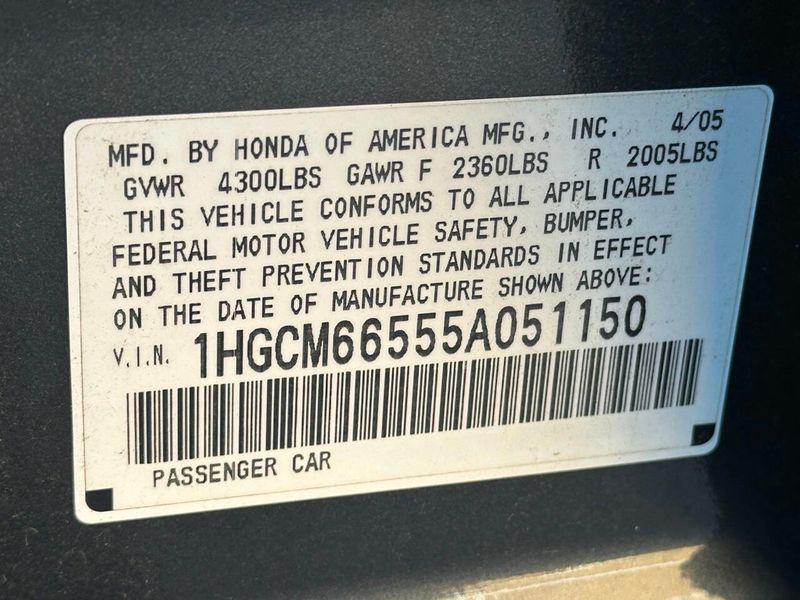 MFD. BY HONDA OF AMERICA MFG., INC. 4/05
GVWR 4300LBS GAWR F 2360LBS R 2005LBS
THIS VEHICLE CONFORMS TO ALL APPLICABLE
FEDERAL MOTOR VEHICLE SAFETY, BUMPER,
AND THEFT PREVENTION STANDARDS IN EFFECT
ON THE DATE OF MANUFACTURE SHOWN ABOVE:
V.I.N. 1HGCM66555A051150
PASSENGER CAR